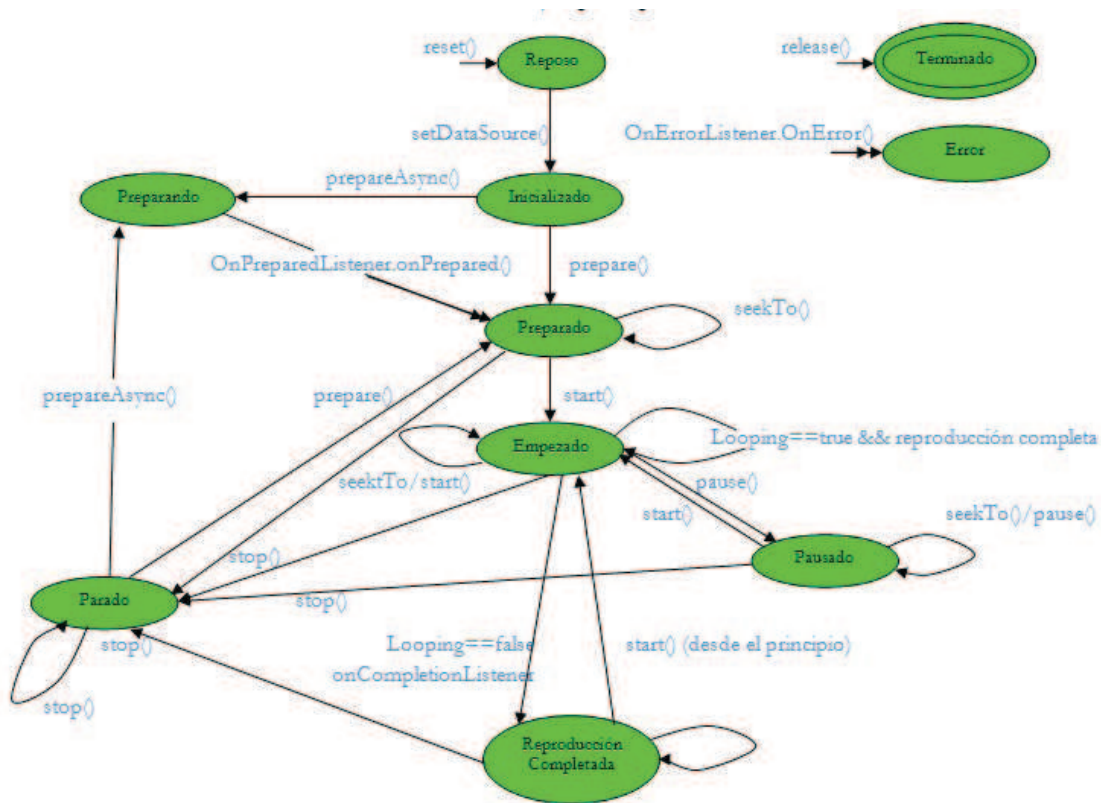 reset()
Reposo
release()
Terminado
setDataSource()
OnErrorListener.OnError()
Error
prepareAsync()
Preparando
Inicializado
OnPreparedListener.onPrepared()
prepare()
Preparado
seekTo()
prepareAsync()
prepare()
start()
Empezado
Looping==true && reproducción completa
seektTo/start()
pause()
start()
seekTo()/pause()
Pausado
stop()
stop()
Parado
stop()
Looping==false
onCompletionListener
start() (desde el principio)
stop()
Reproducción
Completada